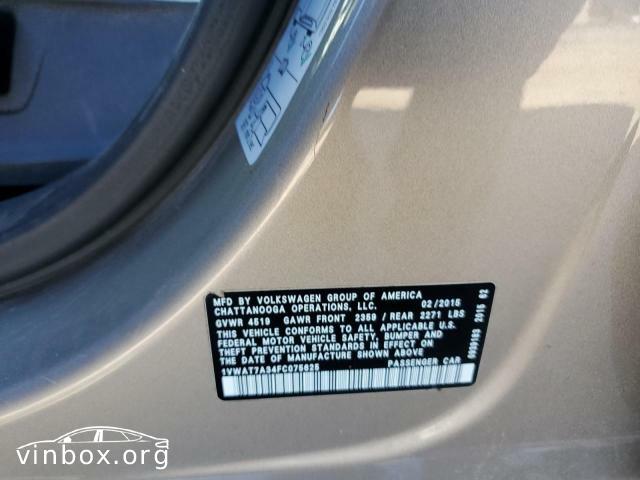 MFD BY VOLKSWAGEN GROUP OF AMERICA
CHATTANOOGA OPERATIONS, LLC. 02/2015
GVWR 4519 GAWR FRONT 2359 / REAR 2271 LBS
THIS VEHICLE CONFORMS TO ALL APPLICABLE U.S.
FEDERAL MOTOR VEHICLE SAFETY, BUMPER AND
THEFT PREVENTION STANDARDS IN EFFECT ON
THE DATE OF MANUFACTURE SHOWN ABOVE
1VWAT7A34FC075625 PASSENGER CAR
2015 02
vinbox.org